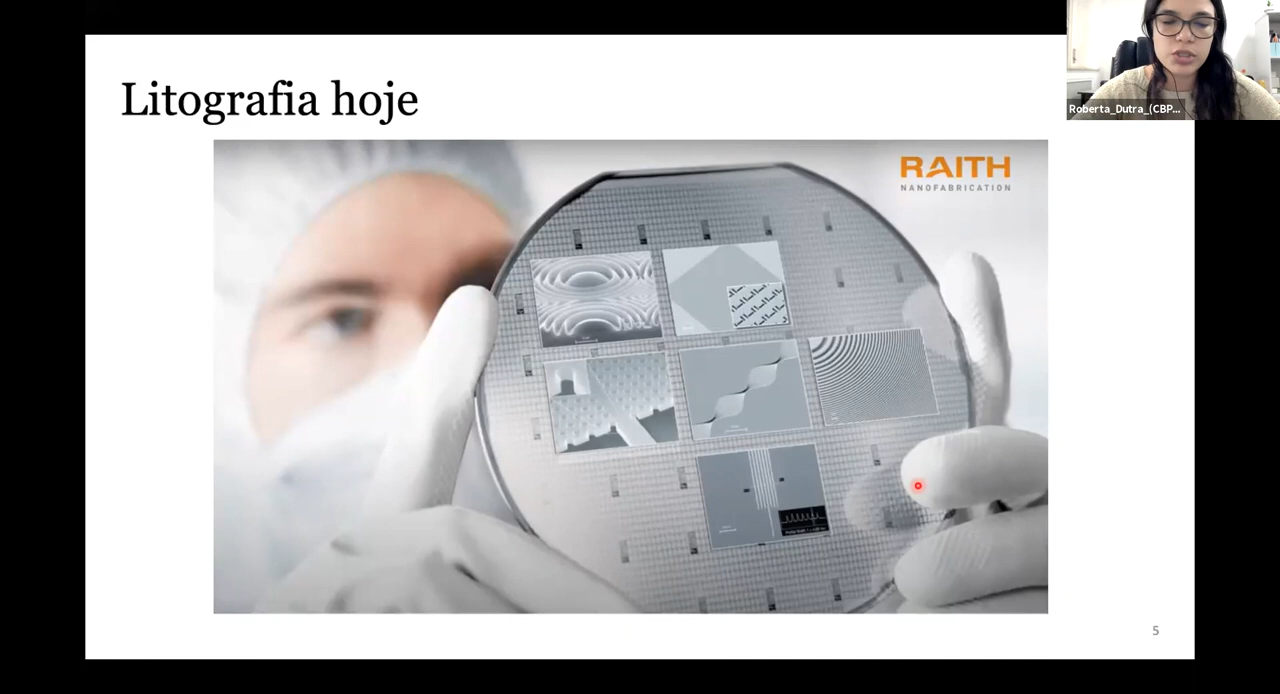 Litografia hoje
RAITH
NANOFABRICATION
Roberta_Dutra_(CBP...
5